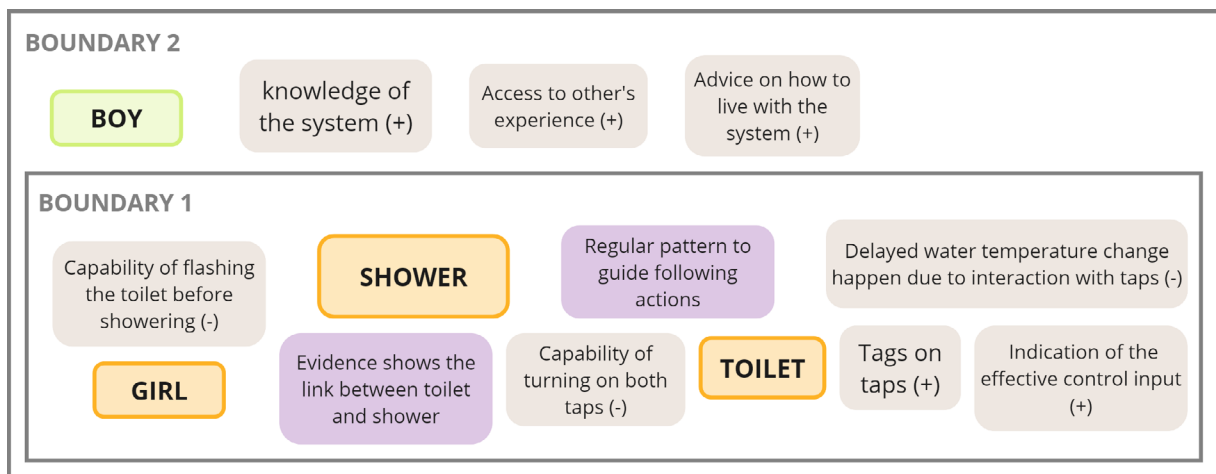 BOUNDARY 2
BOY
knowledge of
the system (+)
Access to other's
experience (+)
Advice on how to
live with the
system (+)
BOUNDARY 1
Capability of flashing
the toilet before
showering (-)
SHOWER
Regular pattern to
guide following
actions
Delayed water temperature change
happen due to interaction with taps (-)
GIRL
Evidence shows the
link between toilet
and shower
Capability of
turning on both
taps (-)
TOILET
Tags on
taps (+)
Indication of the
effective control input
(+)